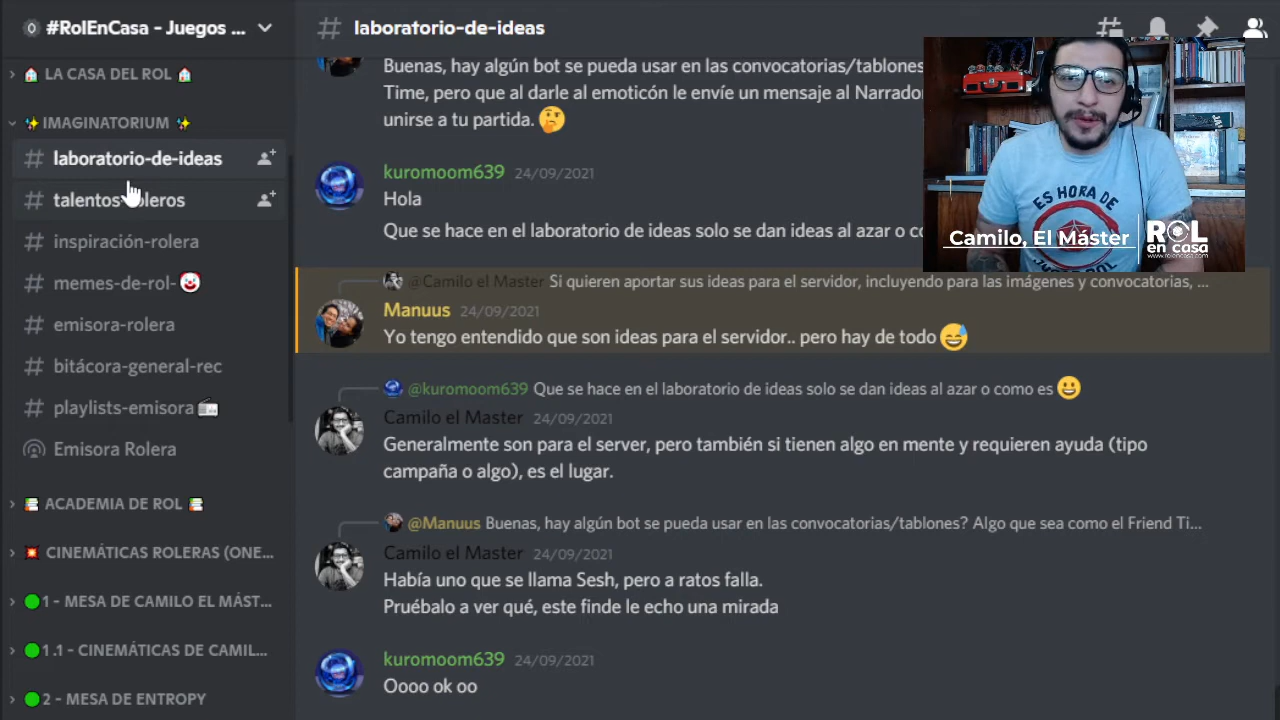 #RolEnCasa - Juegos ...
LA CASA DEL ROL
IMAGINATORIUM
laboratorio-de-ideas
talentos-roleros
inspiración-rolera
memes-de-rol-
emisora-rolera
bitácora-general-rec
playlists-emisora
Emisora Rolera
ACADEMIA DE ROL
CINEMÁTICAS ROLERAS (ONE...
1 - MESA DE CAMILO EL MÁST...
1.1 - CINEMÁTICAS DE CAMIL...
2 - MESA DE ENTROPY
# laboratorio-de-ideas
Buenas, hay algún bot se pueda usar en las convocatorias/tablones
Time, pero que al darle al emoticón le envíe un mensaje al Narrador
unirse a tu partida. 🤔
kuromoom639 24/09/2021
Hola
Que se hace en el laboratorio de ideas solo se dan ideas al azar o
@Camilo el Master Si quieren aportar sus ideas para el servidor, incluyendo para las imágenes y convocatorias, ...
Manuus 24/09/2021
Yo tengo entendido que son ideas para el servidor.. pero hay de todo 😅
@kuromoom639 Que se hace en el laboratorio de ideas solo se dan ideas al azar o como es 😀
Camilo el Master 24/09/2021
Generalmente son para el server, pero también si tienen algo en mente y requieren ayuda (tipo
campaña o algo), es el lugar.
@Manuus Buenas, hay algún bot se pueda usar en las convocatorias/tablones? Algo que sea como el Friend Ti...
Camilo el Master 24/09/2021
Había uno que se llama Sesh, pero a ratos falla.
Pruébalo a ver qué, este finde le echo una mirada
kuromoom639 24/09/2021
Oooo ok oo
ES HORA DE
Camilo, El Máster
ROL
en casa
www.rolencasa.com